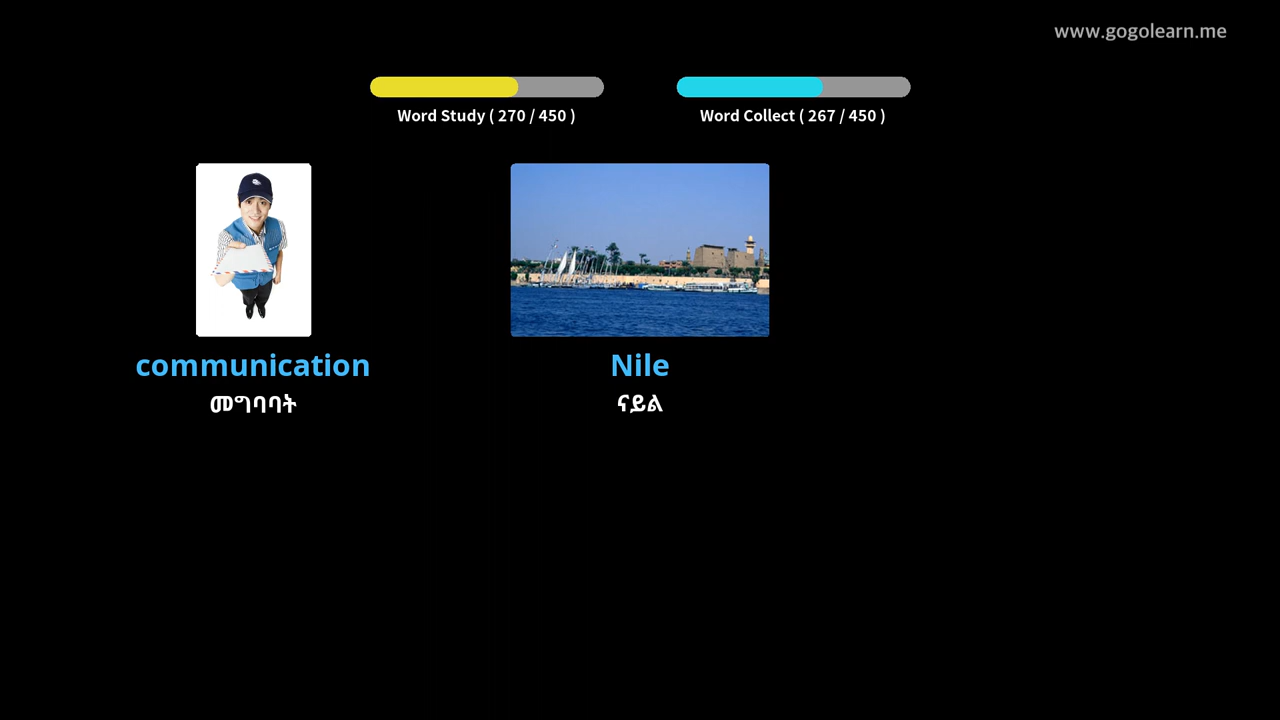 www.gogolearn.me
Word Study ( 270 / 450 )
Word Collect ( 267 / 450 )
communication
Nile
መግባባት
ናይል